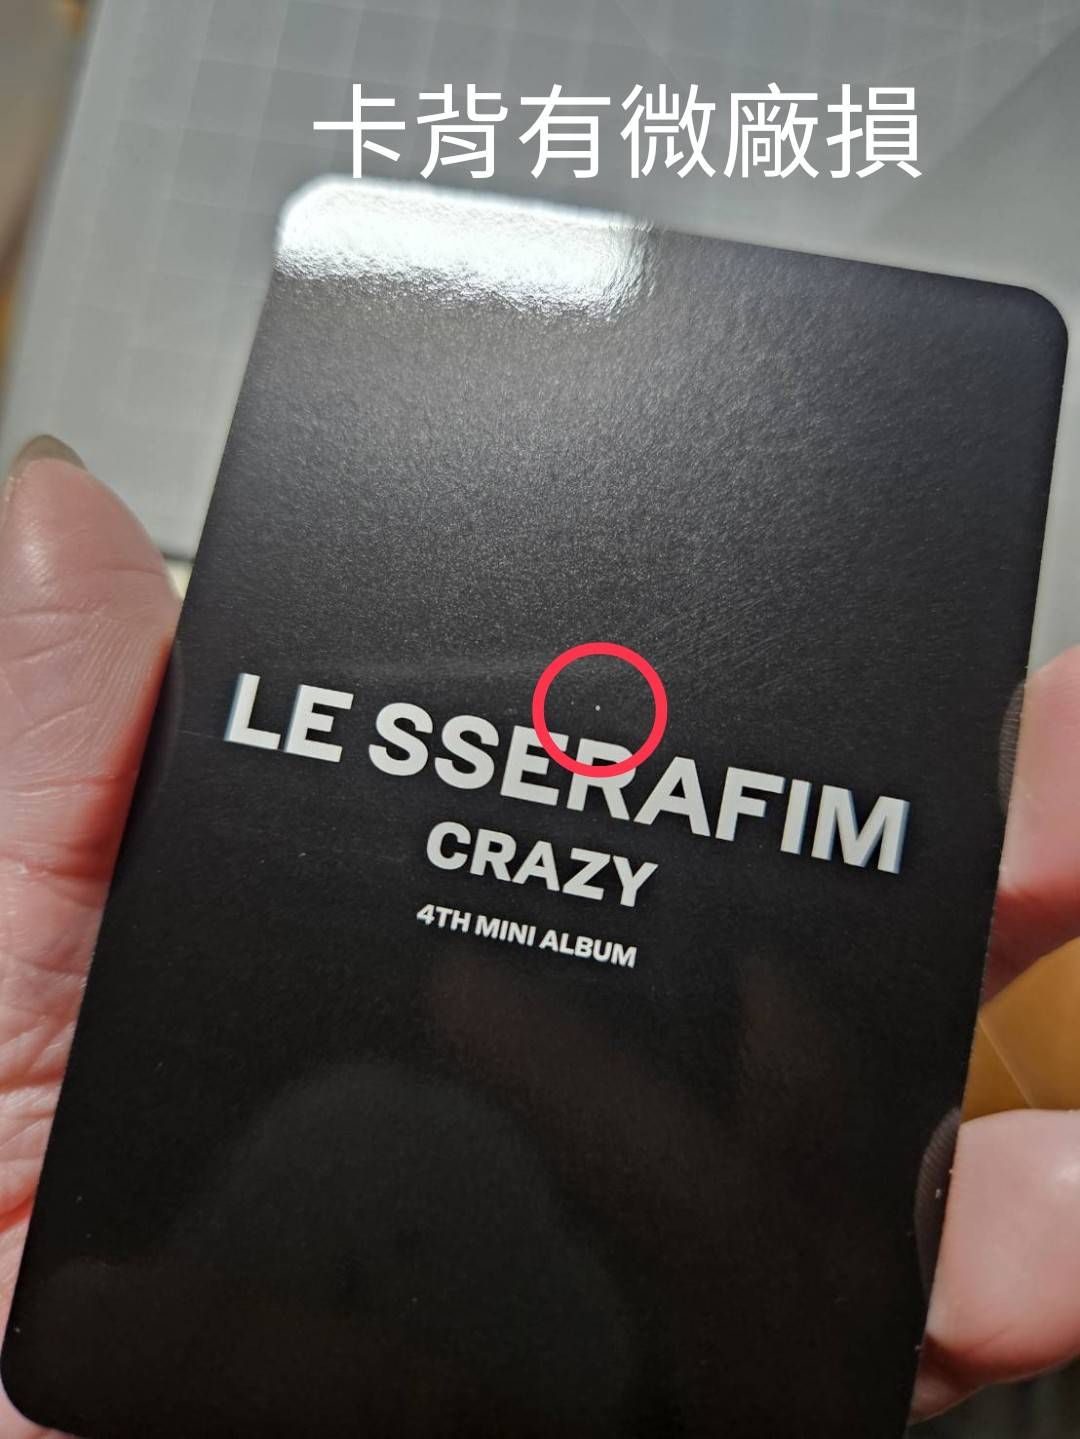 卡背有微廠損
LE SSERAFIM
CRAZY
4TH MINI ALBUM